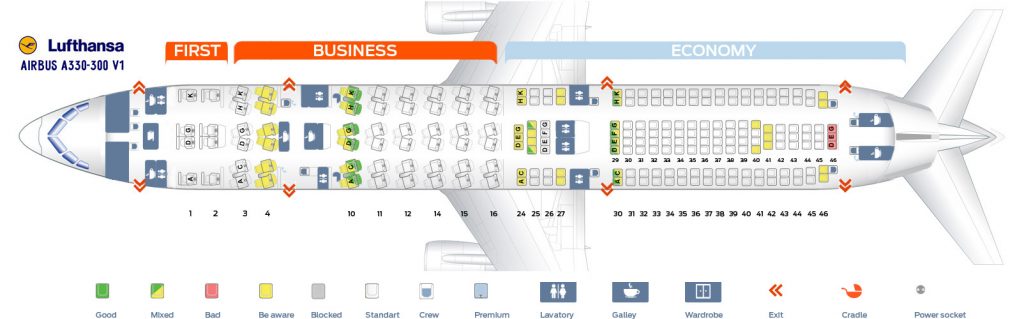 Lufthansa
AIRBUS A330-300 V1
FIRST
BUSINESS
ECONOMY
K
H K
H K
H K
H K
D G
D G
D E G
D E G
D E F G
D E F G
D E G
A C
A C
A C
A C
29 30 31 32 33 34 35 36 37 38 39 40 41 42 43 44 45 46
1 2 3 4 10 11 12 14 15 16 24 25 26 27 30 31 32 33 34 35 36 37 38 39 40 41 42 44 45 46
Good
Mixed
Bad
Be aware
Blocked
Standart
Crew
Premium
Lavatory
Galley
Wardrobe
Exit
Cradle
Power socket